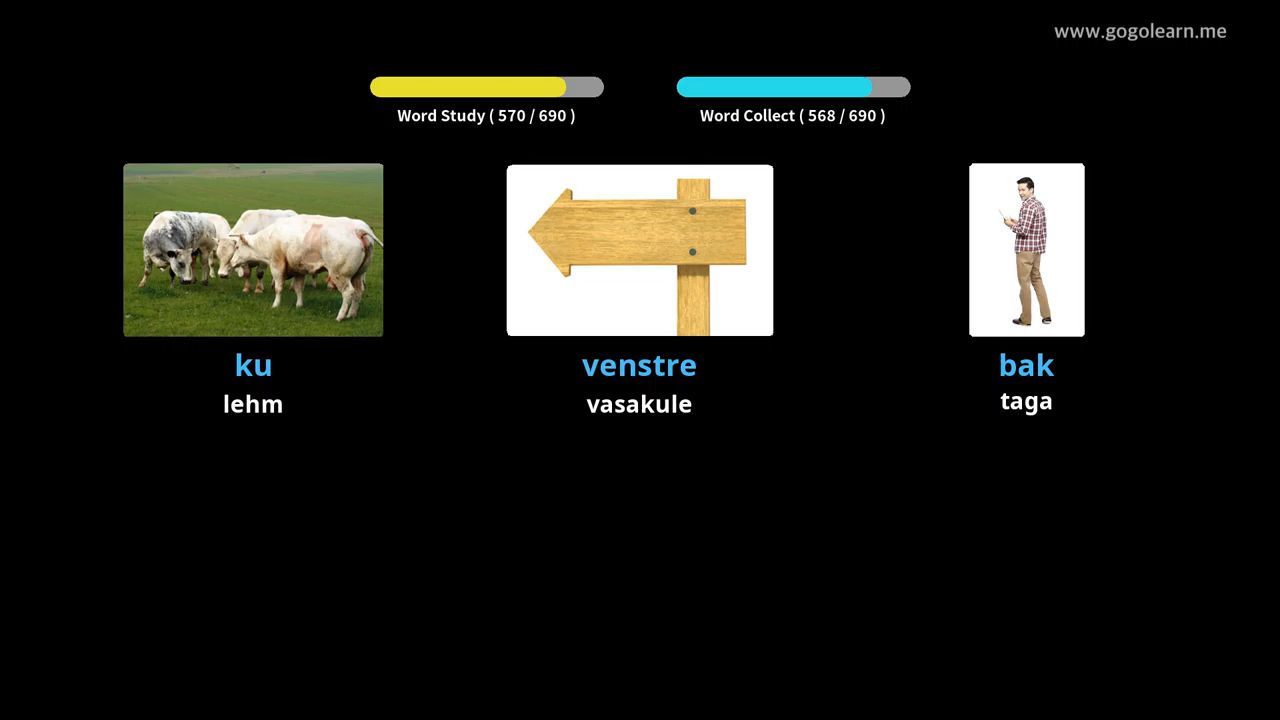 www.gogolearn.me
Word Study ( 570 / 690 )
Word Collect ( 568 / 690 )
ku
lehm
venstre
vasakule
bak
taga